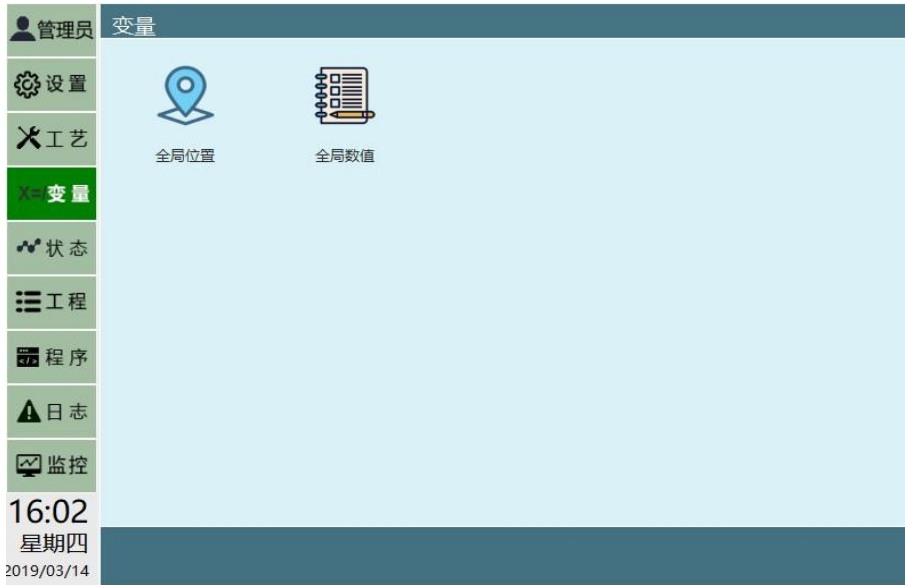 管理员
设置
工艺
X=/变量
状态
工程
程序
日志
监控
16:02
星期四
2019/03/14
变量
全局位置
全局数值